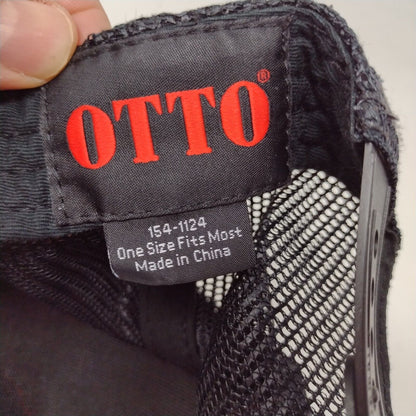 OTTO®
154-1124
One Size Fits Most
Made in China